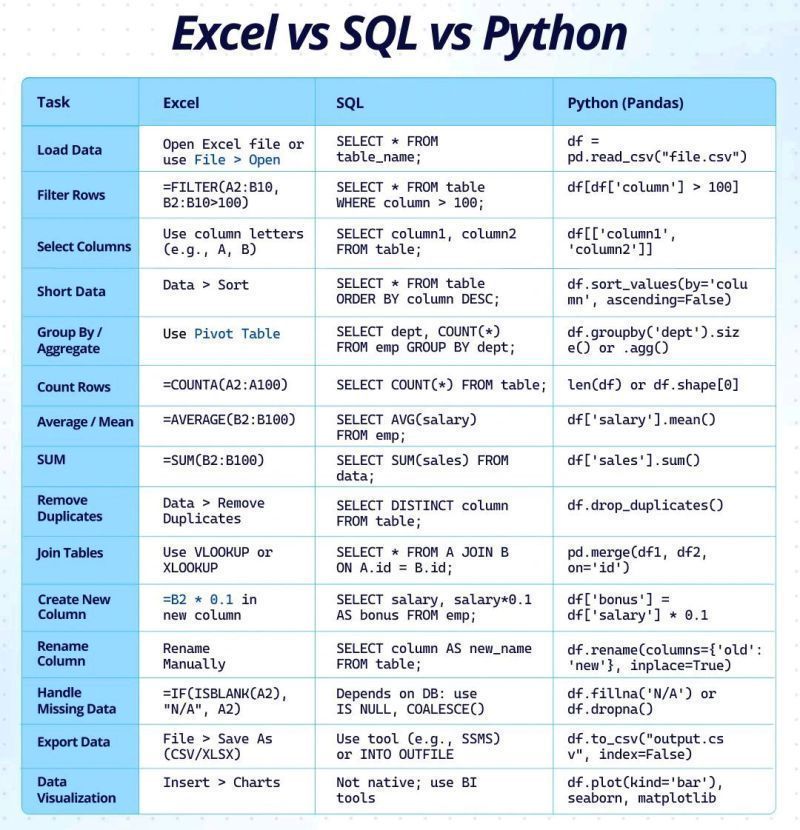 Excel vs SQL vs Python
Task
Excel
SQL
Python (Pandas)
Load Data
Open Excel file or
use File > Open
SELECT * FROM
table_name;
df =
pd.read_csv("file.csv")
Filter Rows
=FILTER(A2:B10,
B2:B10>100)
SELECT * FROM table
WHERE column > 100;
df[df['column'] > 100]
Select Columns
Use column letters
(e.g., A, B)
SELECT column1, column2
FROM table;
df[['column1',
'column2']]
Short Data
Data > Sort
SELECT * FROM table
ORDER BY column DESC;
df.sort_values(by='colu
mn', ascending=False)
Group By /
Aggregate
Use Pivot Table
SELECT dept, COUNT(*)
FROM emp GROUP BY dept;
df.groupby('dept').siz
e() or .agg()
Count Rows
=COUNTA(A2:A100)
SELECT COUNT(*) FROM table;
len(df) or df.shape[0]
Average / Mean
=AVERAGE(B2:B100)
SELECT AVG(salary)
FROM emp;
df['salary'].mean()
SUM
=SUM(B2:B100)
SELECT SUM(sales) FROM
data;
df['sales'].sum()
Remove
Duplicates
Data > Remove
Duplicates
SELECT DISTINCT column
FROM table;
df.drop_duplicates()
Join Tables
Use VLOOKUP or
XLOOKUP
SELECT * FROM A JOIN B
ON A.id = B.id;
pd.merge(df1, df2,
on='id')
Create New
Column
=B2 * 0.1 in
new column
SELECT salary, salary*0.1
AS bonus FROM emp;
df['bonus'] =
df['salary'] * 0.1
Rename
Column
Rename
Manually
SELECT column AS new_name
FROM table;
df.rename(columns={'old':
'new'}, inplace=True)
Handle
Missing Data
=IF(ISBLANK(A2),
"N/A", A2)
Depends on DB: use
IS NULL, COALESCE()
df.fillna('N/A') or
df.dropna()
Export Data
File > Save As
(CSV/XLSX)
Use tool (e.g., SSMS)
or INTO OUTFILE
df.to_csv("output.cs
v", index=False)
Data
Visualization
Insert > Charts
Not native; use BI
tools
df.plot(kind='bar'),
seaborn, matplotlib